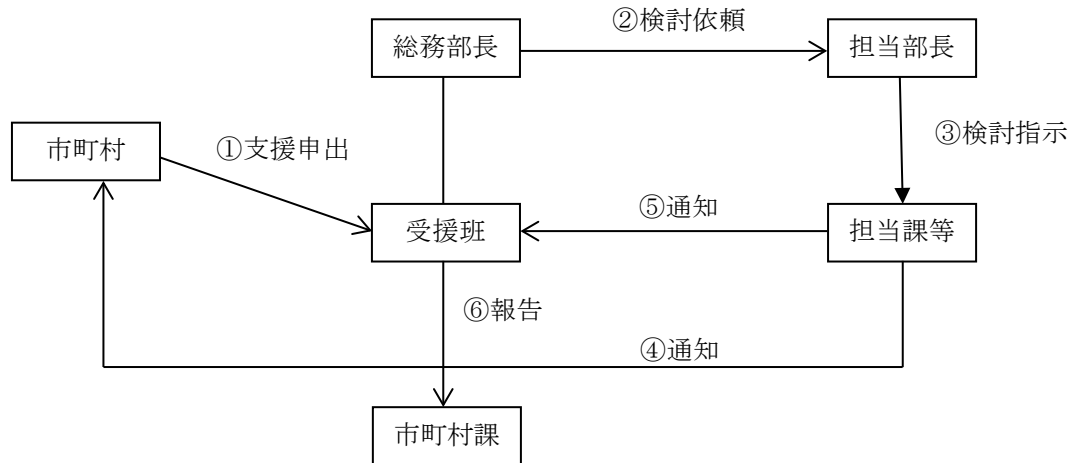 ②検討依頼
総務部長
担当部長
①支援申出
③検討指示
市町村
⑤通知
受援班
担当課等
⑥報告
④通知
市町村課